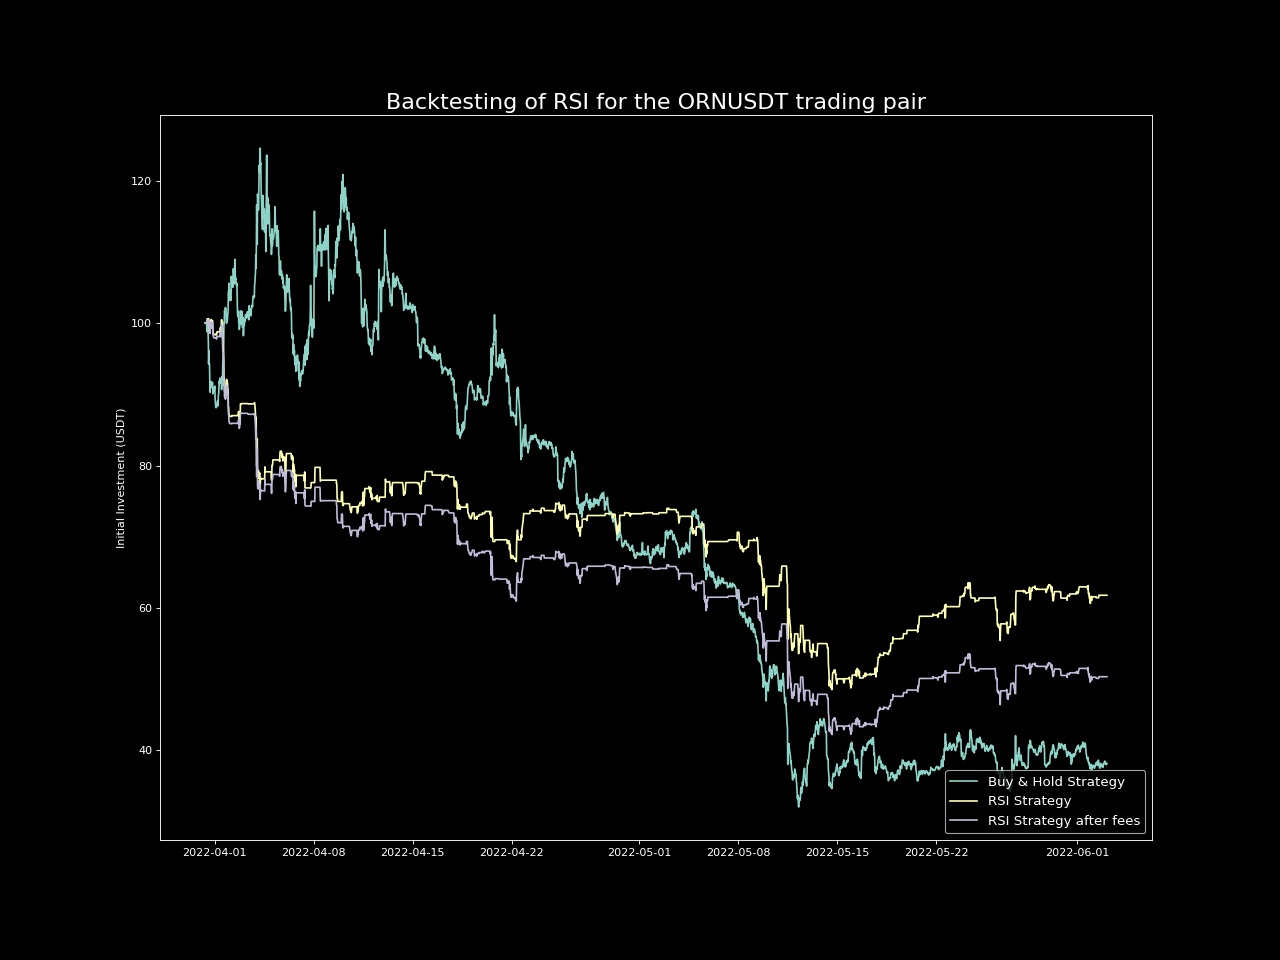 Backtesting of RSI for the ORNUSDT trading pair
Initial Investment (USDT)
120
100
80
60
40
2022-04-01 2022-04-08 2022-04-15 2022-04-22 2022-05-01 2022-05-08 2022-05-15 2022-05-22 2022-06-01
Buy & Hold Strategy
RSI Strategy
RSI Strategy after fees